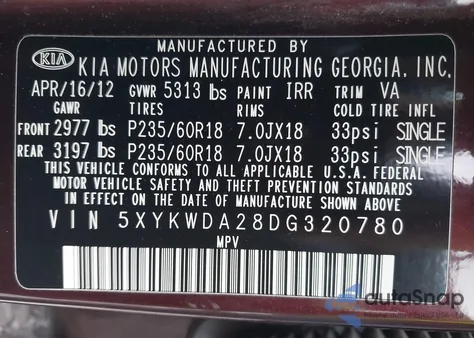 MANUFACTURED BY
KIA KIA MOTORS MANUFACTURING GEORGIA, INC.
APR/16/12 GVWR 5313 lbs PAINT IRR TRIM VA
GAWR TIRES RIMS COLD TIRE INFL
FRONT 2977 lbs P235/60R18 7.0JX18 33psi SINGLE
REAR 3197 lbs P235/60R18 7.0JX18 33psi SINGLE
THIS VEHICLE CONFORMS TO ALL APPLICABLE U.S.A. FEDERAL
MOTOR VEHICLE SAFETY AND THEFT PREVENTION STANDARDS
IN EFFECT ON THE DATE OF MANUFACTURE SHOWN ABOVE
VIN 5XYKWDA28DG320780
MPV
autoSnap